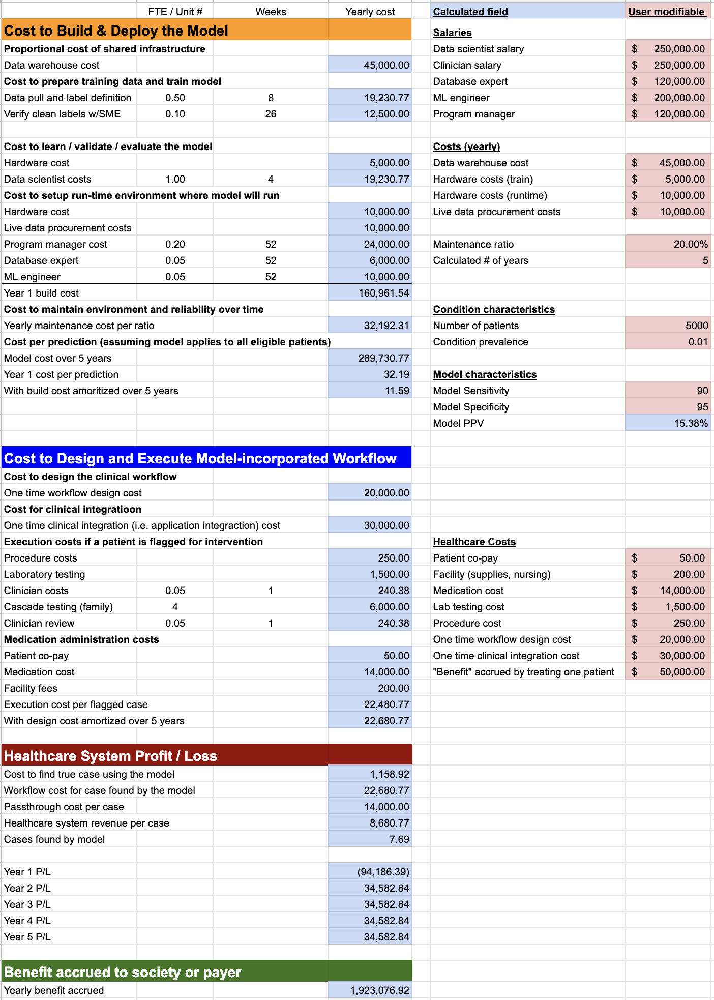 FTE / Unit # Weeks Yearly cost Calculated field User modifiable
Cost to Build & Deploy the Model Salaries
Proportional cost of shared infrastructure Data scientist salary $ 250,000.00
Data warehouse cost 45,000.00 Clinician salary $ 250,000.00
Cost to prepare training data and train model Database expert $ 120,000.00
Data pull and label definition 0.50 8 19,230.77 ML engineer $ 200,000.00
Verify clean labels w/SME 0.10 26 12,500.00 Program manager $ 120,000.00
Cost to learn / validate / evaluate the model Costs (yearly)
Hardware cost 5,000.00 Data warehouse cost $ 45,000.00
Data scientist costs 1.00 4 19,230.77 Hardware costs (train) $ 5,000.00
Cost to setup run-time environment where model will run Hardware costs (runtime) $ 10,000.00
Hardware cost 10,000.00 Live data procurement costs $ 10,000.00
Live data procurement costs 10,000.00
Program manager cost 0.20 52 24,000.00 Maintenance ratio 20.00%
Database expert 0.05 52 6,000.00 Calculated # of years 5
ML engineer 0.05 52 10,000.00
Year 1 build cost 160,961.54
Cost to maintain environment and reliability over time Condition characteristics
Yearly maintenance cost per ratio 32,192.31 Number of patients 5000
Cost per prediction (assuming model applies to all eligible patients) Condition prevalence 0.01
Model cost over 5 years 289,730.77
Year 1 cost per prediction 32.19 Model characteristics
With build cost amoritized over 5 years 11.59 Model Sensitivity 90
Model Specificity 95
Model PPV 15.38%
Cost to Design and Execute Model-incorporated Workflow
Cost to design the clinical workflow
One time workflow design cost 20,000.00
Cost for clinical integratioon
One time clinical integration (i.e. application integraction) cost 30,000.00
Execution costs if a patient is flagged for intervention Healthcare Costs
Procedure costs 250.00 Patient co-pay $ 50.00
Laboratory testing 1,500.00 Facility (supplies, nursing) $ 200.00
Clinician costs 0.05 1 240.38 Medication cost $ 14,000.00
Cascade testing (family) 4 6,000.00 Lab testing cost $ 1,500.00
Clinician review 0.05 1 240.38 Procedure cost $ 250.00
Medication administration costs One time workflow design cost $ 20,000.00
Patient co-pay 50.00 One time clinical integration cost $ 30,000.00
Medication cost 14,000.00 "Benefit" accrued by treating one patient $ 50,000.00
Facility fees 200.00
Execution cost per flagged case 22,480.77
With design cost amortized over 5 years 22,680.77
Healthcare System Profit / Loss
Cost to find true case using the model 1,158.92
Workflow cost for case found by the model 22,680.77
Passthrough cost per case 14,000.00
Healthcare system revenue per case 8,680.77
Cases found by model 7.69
Year 1 P/L (94,186.39)
Year 2 P/L 34,582.84
Year 3 P/L 34,582.84
Year 4 P/L 34,582.84
Year 5 P/L 34,582.84
Benefit accrued to society or payer
Yearly benefit accrued 1,923,076.92